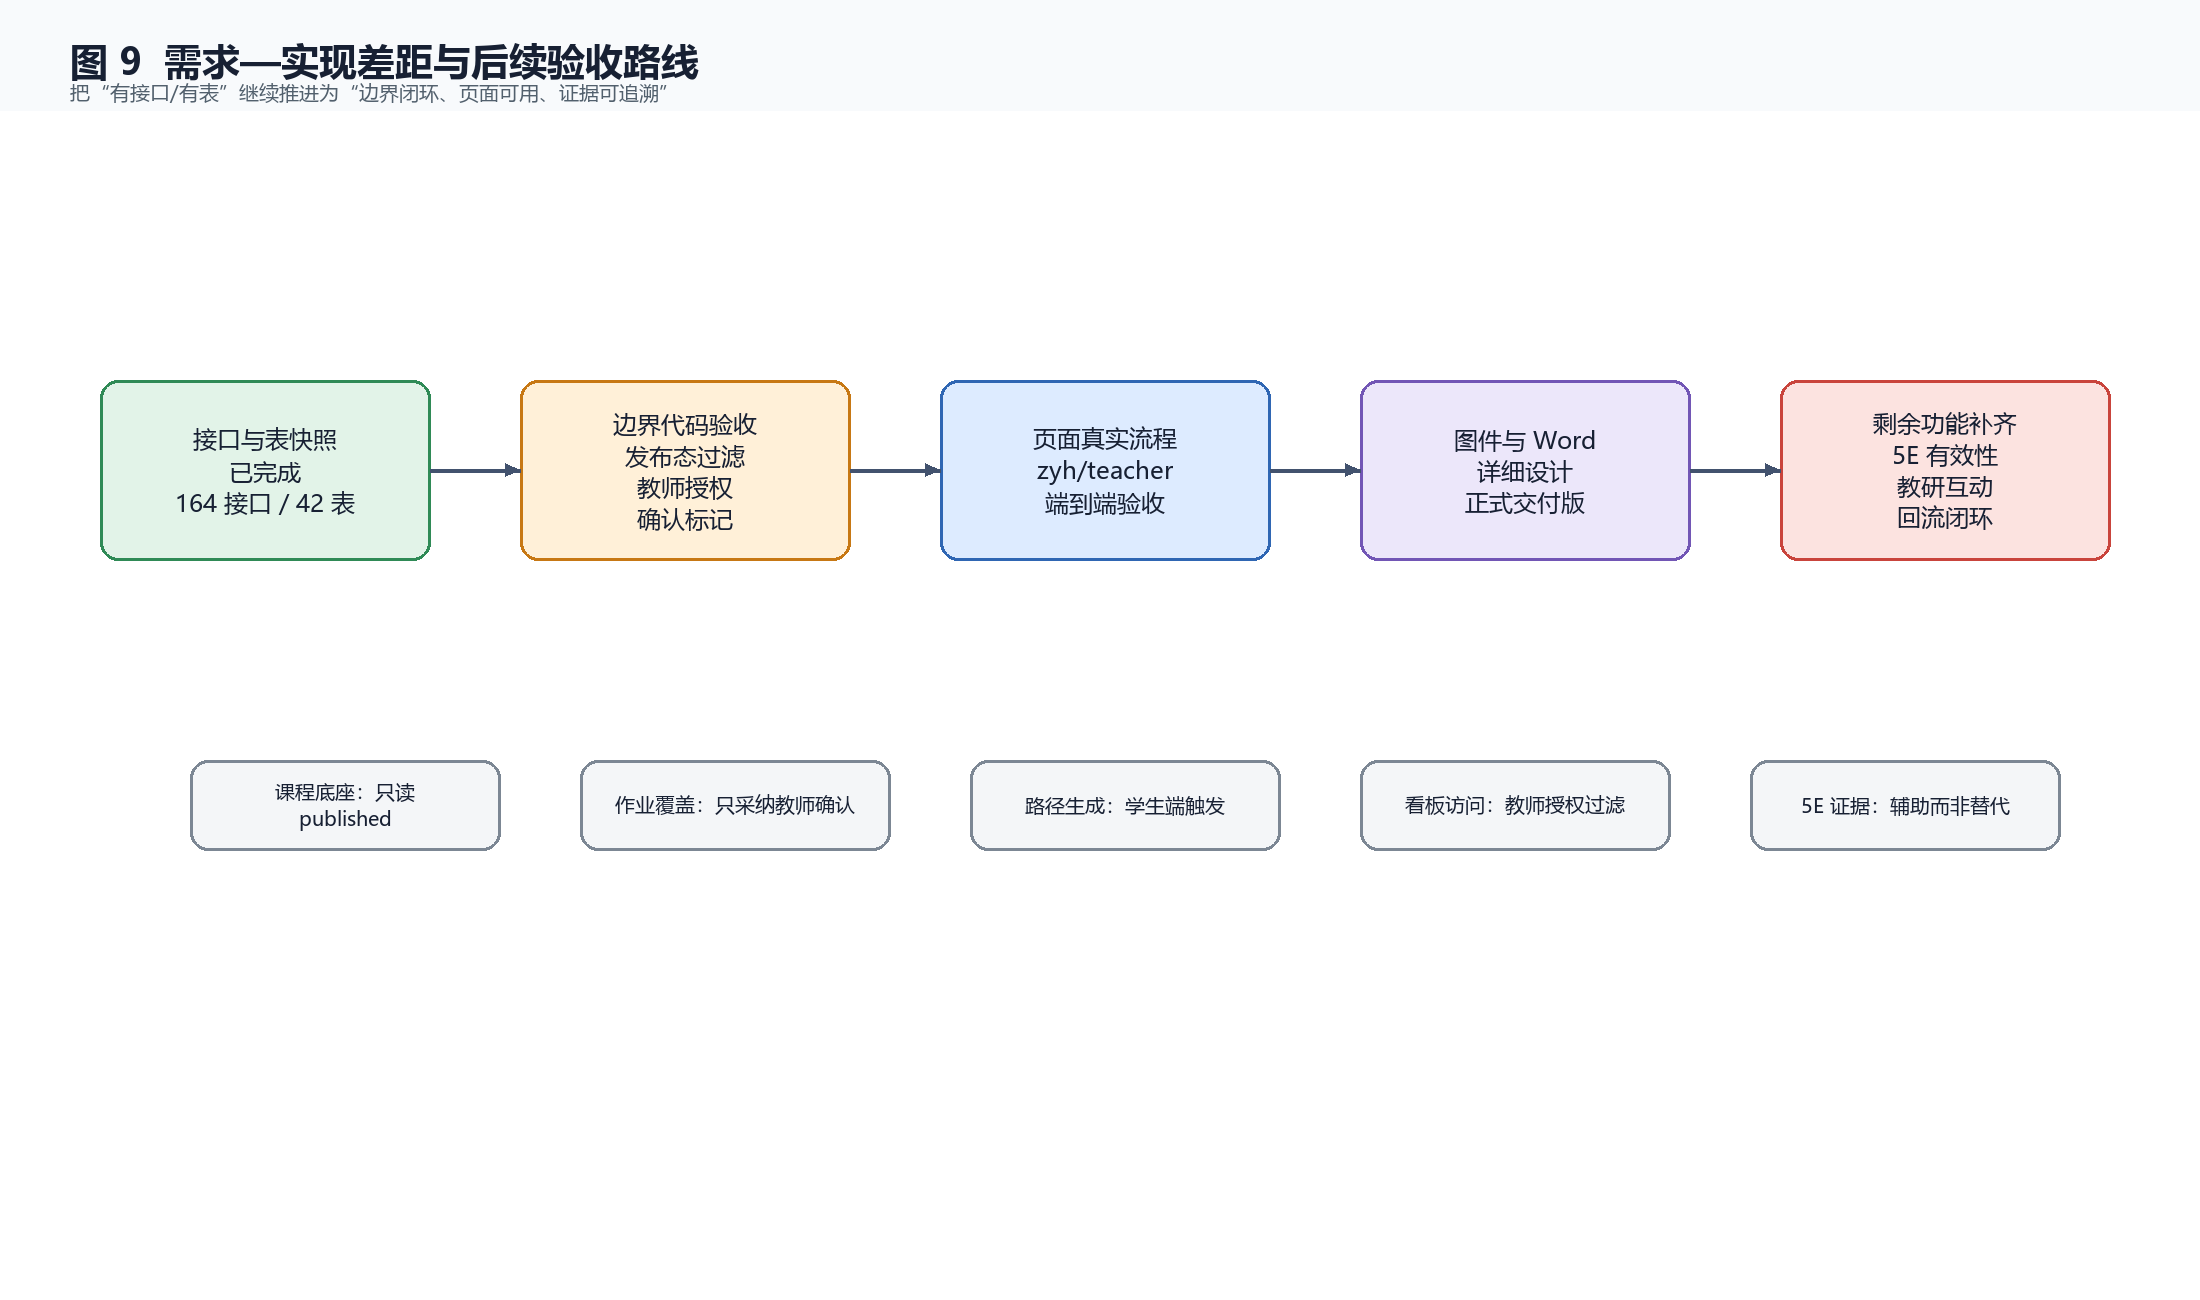 图 9 需求—实现差距与后续验收路线
把“有接口/有表”继续推进为“边界闭环、页面可用、证据可追溯”
接口与表快照
已完成
164 接口 / 42 表
边界代码验收
发布态过滤
教师授权
确认标记
页面真实流程
zyh/teacher
端到端验收
图件与 Word
详细设计
正式交付版
剩余功能补齐
5E 有效性
教研互动
回流闭环
课程底座：只读
published
作业覆盖：只采纳教师确认
路径生成：学生端触发
看板访问：教师授权过滤
5E 证据：辅助而非替代